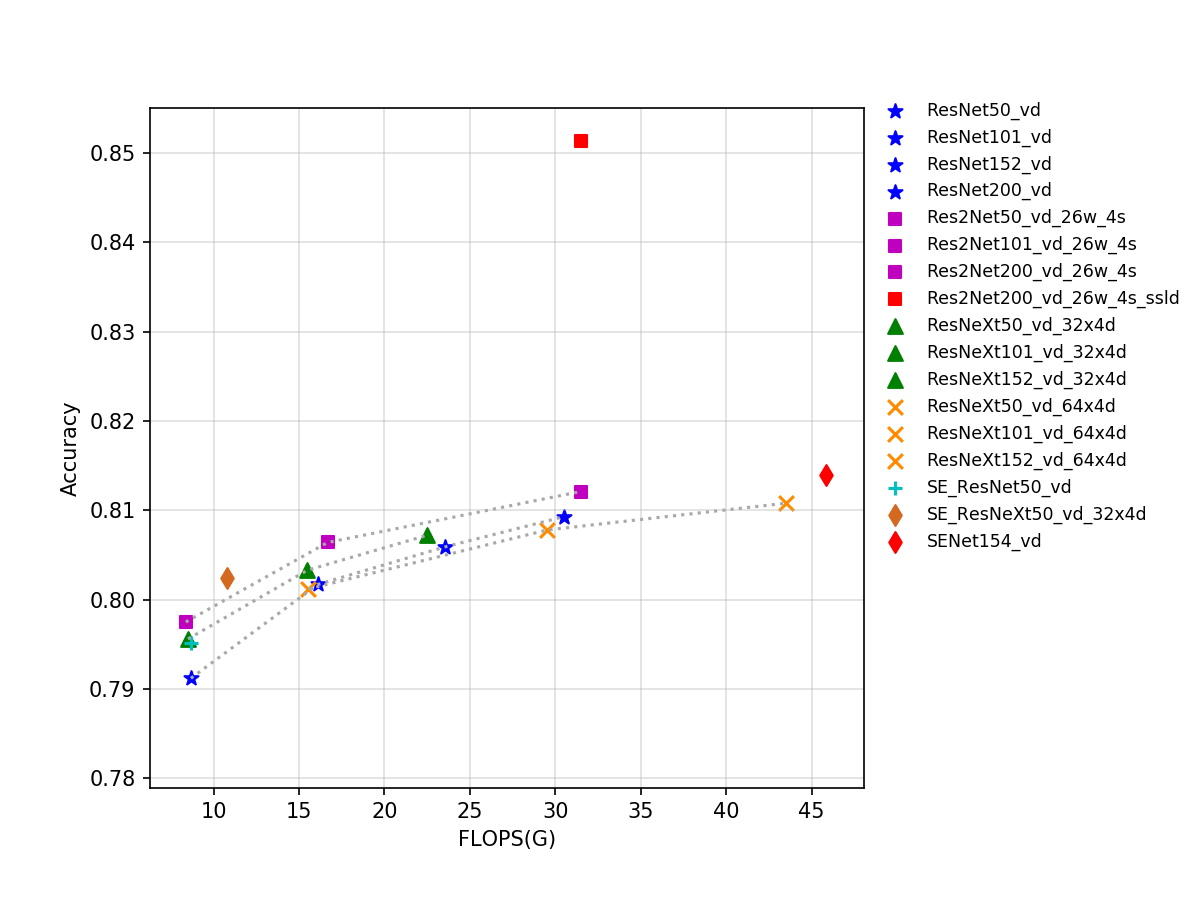 0.85
0.84
0.83
0.82
0.81
0.80
0.79
0.78
Accuracy
10 15 20 25 30 35 40 45
FLOPS(G)
ResNet50_vd
ResNet101_vd
ResNet152_vd
ResNet200_vd
Res2Net50_vd_26w_4s
Res2Net101_vd_26w_4s
Res2Net200_vd_26w_4s
Res2Net200_vd_26w_4s_ssld
ResNeXt50_vd_32x4d
ResNeXt101_vd_32x4d
ResNeXt152_vd_32x4d
ResNeXt50_vd_64x4d
ResNeXt101_vd_64x4d
ResNeXt152_vd_64x4d
SE_ResNet50_vd
SE_ResNeXt50_vd_32x4d
SENet154_vd